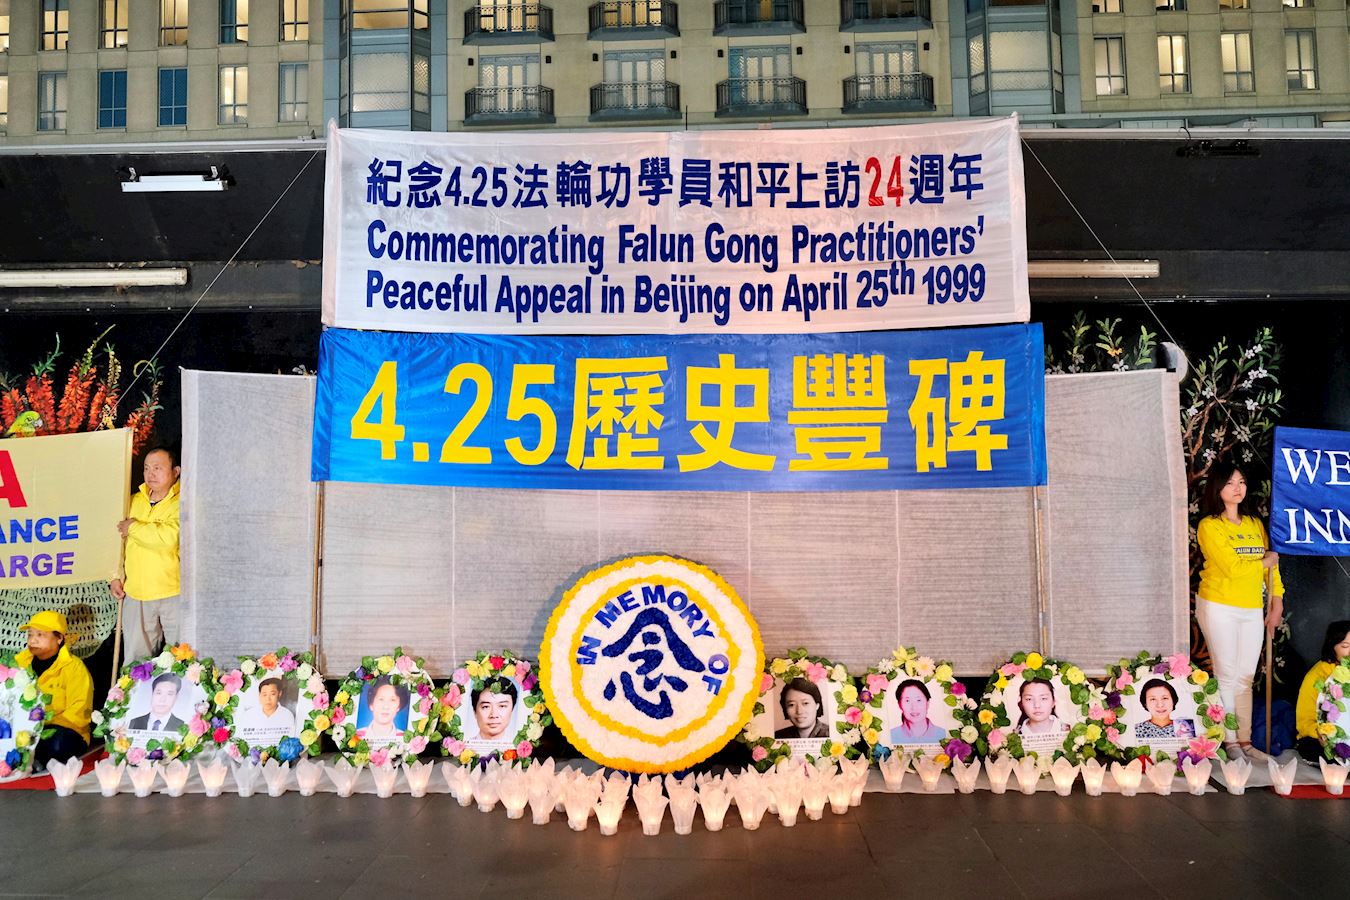 紀念4.25法輪功學員和平上訪24週年
Commemorating Falun Gong Practitioners'
Peaceful Appeal in Beijing on April 25th 1999
4.25歷史豐碑
A
ANCE
ARGE
WE
INN
IN MEMORY OF
念